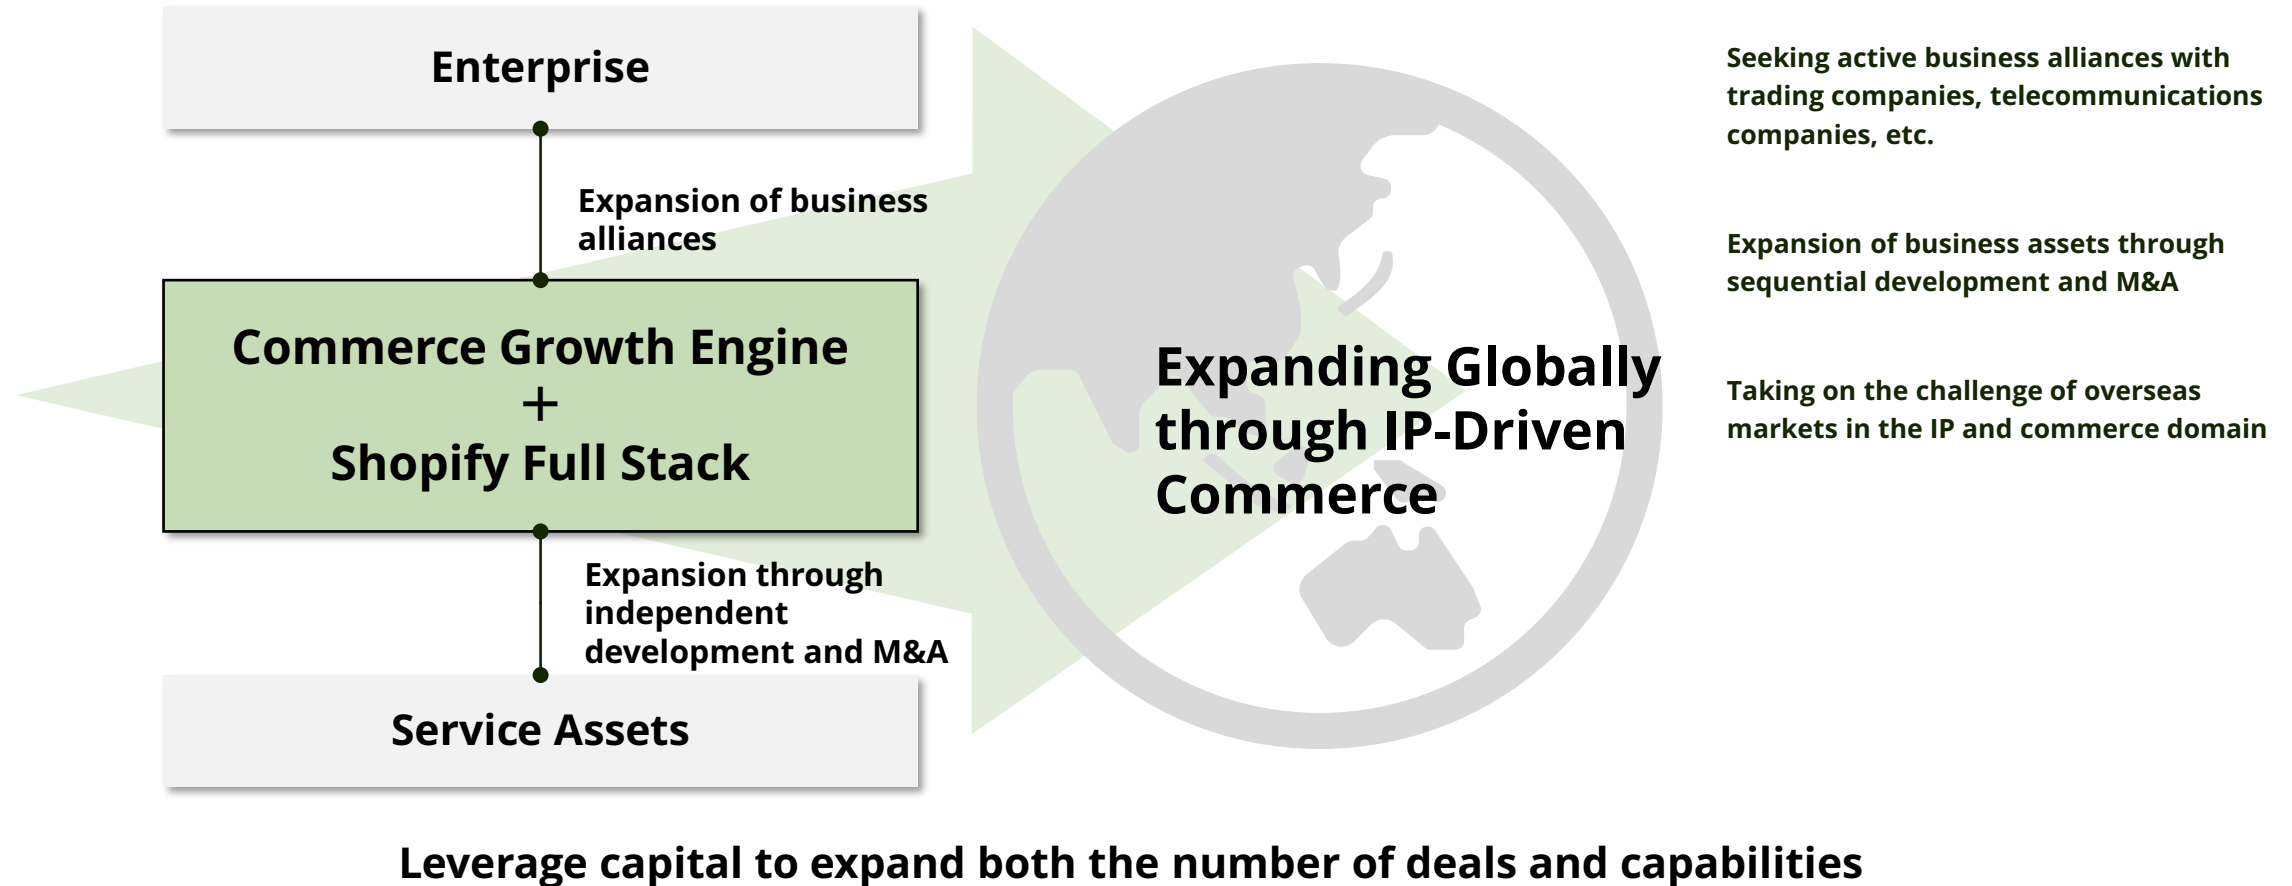 Enterprise
Expansion of business
alliances
Commerce Growth Engine
+
Shopify Full Stack
Expansion through
independent
development and M&A
Service Assets
Expanding Globally
through IP-Driven
Commerce
Seeking active business alliances with
trading companies, telecommunications
companies, etc.
Expansion of business assets through
sequential development and M&A
Taking on the challenge of overseas
markets in the IP and commerce domain
Leverage capital to expand both the number of deals and capabilities